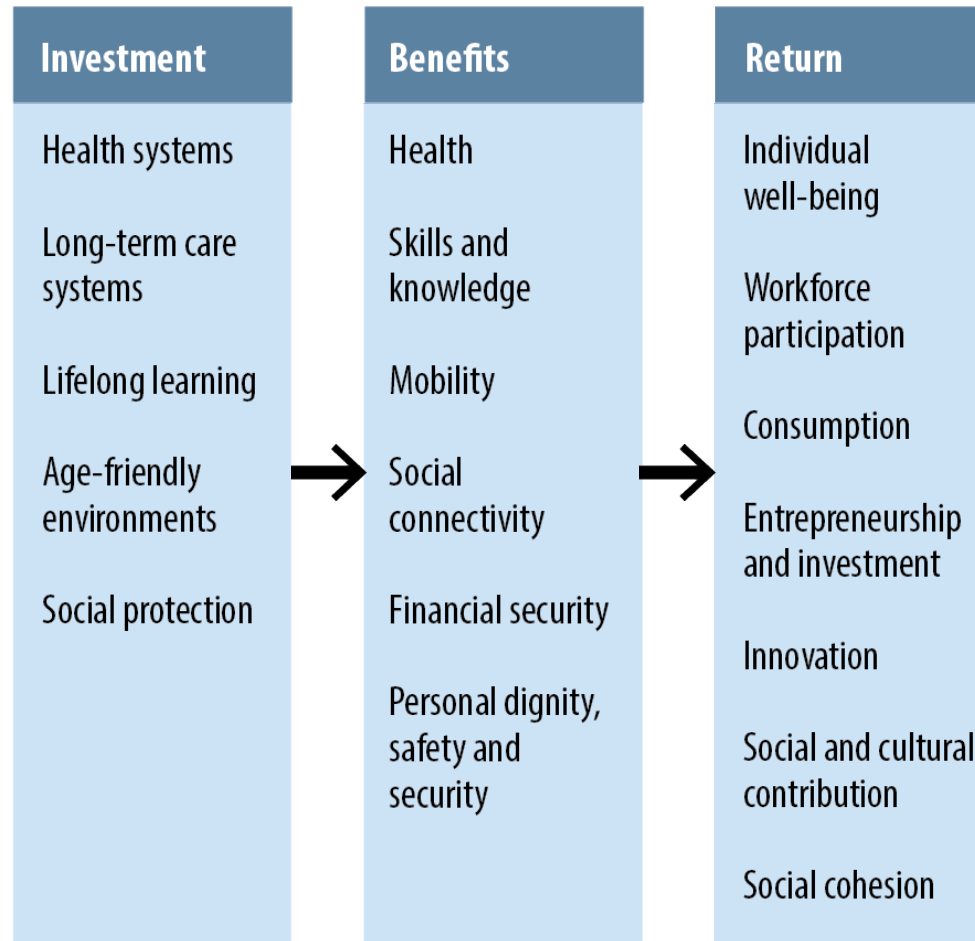 Investment
Health systems
Long-term care
systems
Lifelong learning
Age-friendly
environments
Social protection
Benefits
Health
Skills and
knowledge
Mobility
Social
connectivity
Financial security
Personal dignity,
safety and
security
Return
Individual
well-being
Workforce
participation
Consumption
Entrepreneurship
and investment
Innovation
Social and cultural
contribution
Social cohesion